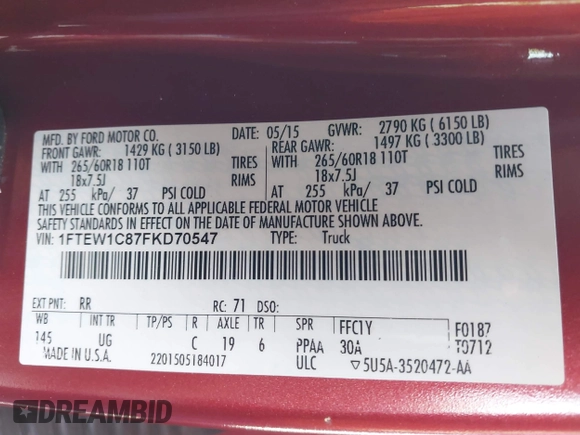 MFD. BY FORD MOTOR CO.
DATE: 05/15 GVWR: 2790 KG ( 6150 LB)
FRONT GAWR: 1429 KG ( 3150 LB) REAR GAWR: 1497 KG ( 3300 LB)
WITH 265/60R18 110T TIRES WITH 265/60R18 110T TIRES
18x7.5J RIMS 18x7.5J RIMS
AT 255 kPa/ 37 PSI COLD AT 255 kPa/ 37 PSI COLD
THIS VEHICLE CONFORMS TO ALL APPLICABLE FEDERAL MOTOR VEHICLE
SAFETY STANDARDS IN EFFECT ON THE DATE OF MANUFACTURE SHOWN ABOVE.
VIN: 1FTEW1C87FKD70547 TYPE: Truck
EXT PNT: RR RC: 71 DSO:
WB INT TR TP/PS R AXLE TR SPR FFC1Y F0187
145 UG C 19 6 PPAA 30A T0712
MADE IN U.S.A. 2201505184017 ULC ▽5U5A-3520472-AA
DREAMBID